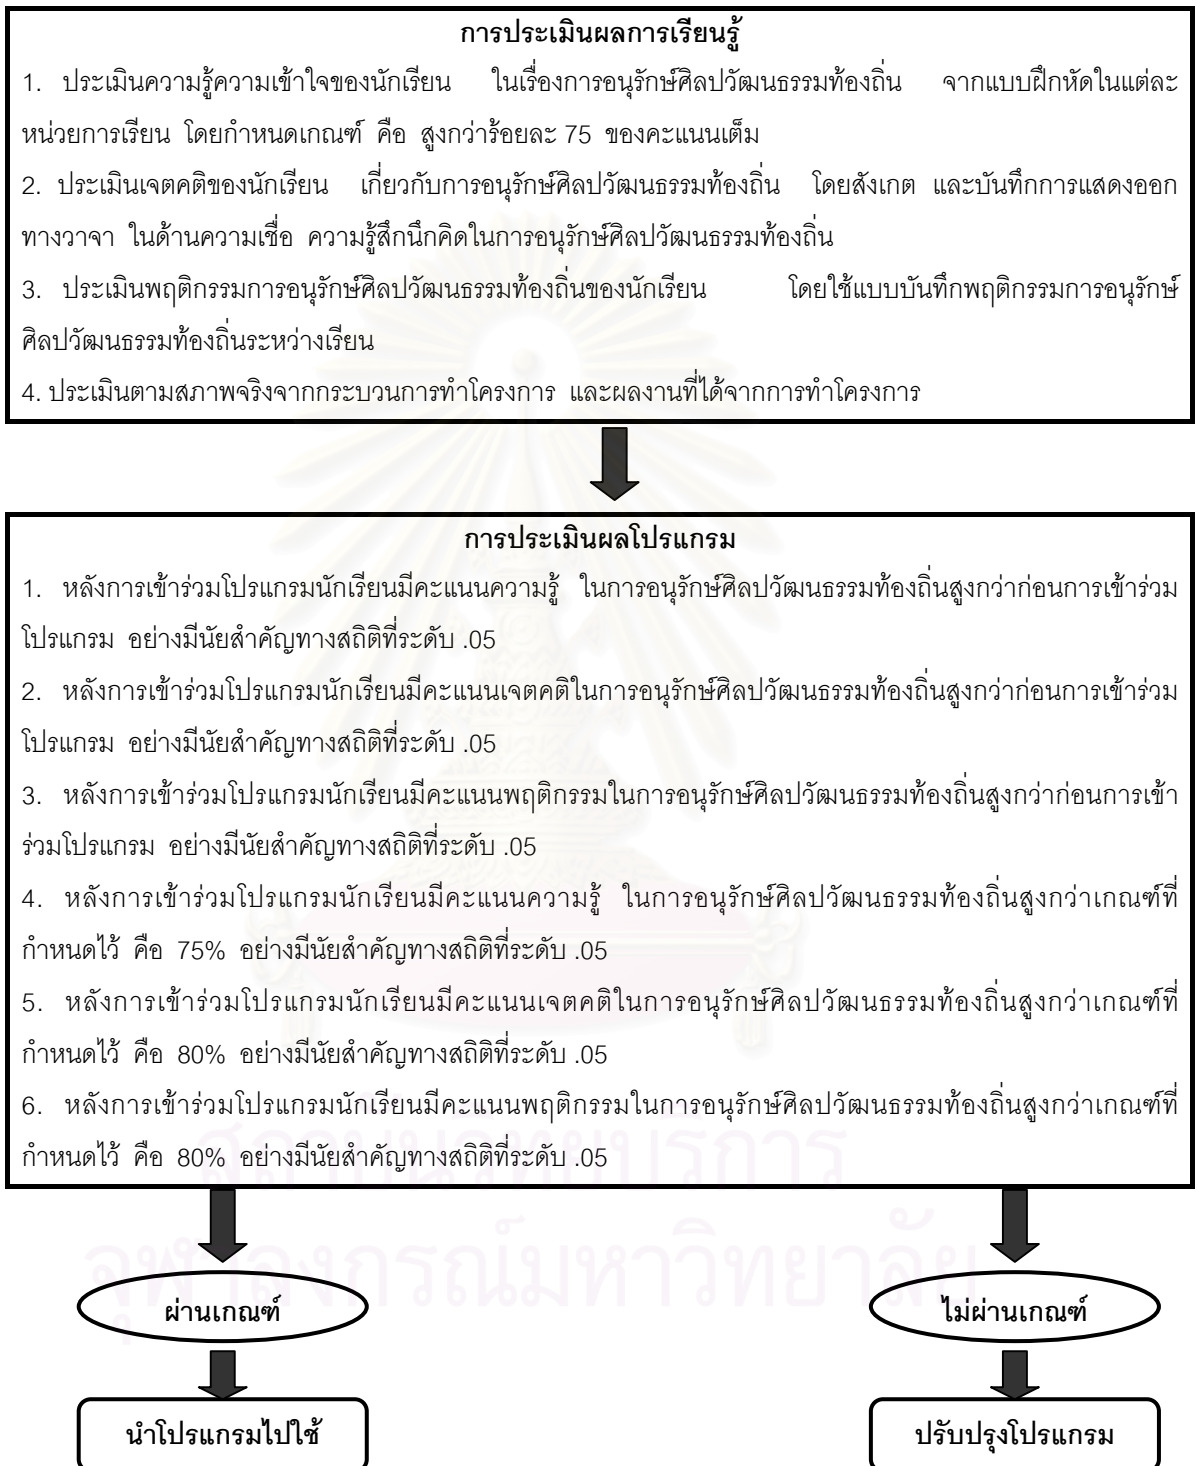 การประเมินผลการเรียนรู้
1. ประเมินความรู้ความเข้าใจของนักเรียน ในเรื่องการอนุรักษ์ศิลปวัฒนธรรมท้องถิ่น จากแบบฝึกหัดในแต่ละ
หน่วยการเรียน โดยกำหนดเกณฑ์ คือ สูงกว่าร้อยละ 75 ของคะแนนเต็ม
2. ประเมินเจตคติของนักเรียน เกี่ยวกับการอนุรักษ์ศิลปวัฒนธรรมท้องถิ่น โดยสังเกต และบันทึกการแสดงออก
ทางวาจา ในด้านความเชื่อ ความรู้สึกนึกคิดในการอนุรักษ์ศิลปวัฒนธรรมท้องถิ่น
3. ประเมินพฤติกรรมการอนุรักษ์ศิลปวัฒนธรรมท้องถิ่นของนักเรียน โดยใช้แบบบันทึกพฤติกรรมการอนุรักษ์
ศิลปวัฒนธรรมท้องถิ่นระหว่างเรียน
4. ประเมินตามสภาพจริงจากกระบวนการทำโครงการ และผลงานที่ได้จากการทำโครงการ
การประเมินผลโปรแกรม
1. หลังการเข้าร่วมโปรแกรมนักเรียนมีคะแนนความรู้ ในการอนุรักษ์ศิลปวัฒนธรรมท้องถิ่นสูงกว่าก่อนการเข้าร่วม
โปรแกรม อย่างมีนัยสำคัญทางสถิติที่ระดับ .05
2. หลังการเข้าร่วมโปรแกรมนักเรียนมีคะแนนเจตคติในการอนุรักษ์ศิลปวัฒนธรรมท้องถิ่นสูงกว่าก่อนการเข้าร่วม
โปรแกรม อย่างมีนัยสำคัญทางสถิติที่ระดับ .05
3. หลังการเข้าร่วมโปรแกรมนักเรียนมีคะแนนพฤติกรรมในการอนุรักษ์ศิลปวัฒนธรรมท้องถิ่นสูงกว่าก่อนการเข้า
ร่วมโปรแกรม อย่างมีนัยสำคัญทางสถิติที่ระดับ .05
4. หลังการเข้าร่วมโปรแกรมนักเรียนมีคะแนนความรู้ ในการอนุรักษ์ศิลปวัฒนธรรมท้องถิ่นสูงกว่าเกณฑ์ที่
กำหนดไว้ คือ 75% อย่างมีนัยสำคัญทางสถิติที่ระดับ .05
5. หลังการเข้าร่วมโปรแกรมนักเรียนมีคะแนนเจตคติในการอนุรักษ์ศิลปวัฒนธรรมท้องถิ่นสูงกว่าเกณฑ์ที่
กำหนดไว้ คือ 80% อย่างมีนัยสำคัญทางสถิติที่ระดับ .05
6. หลังการเข้าร่วมโปรแกรมนักเรียนมีคะแนนพฤติกรรมในการอนุรักษ์ศิลปวัฒนธรรมท้องถิ่นสูงกว่าเกณฑ์ที่
กำหนดไว้ คือ 80% อย่างมีนัยสำคัญทางสถิติที่ระดับ .05
สถาบันวิทยบริการ
จุฬาลงกรณ์มหาวิทยาลัย
ผ่านเกณฑ์ ไม่ผ่านเกณฑ์
นำโปรแกรมไปใช้ ปรับปรุงโปรแกรม